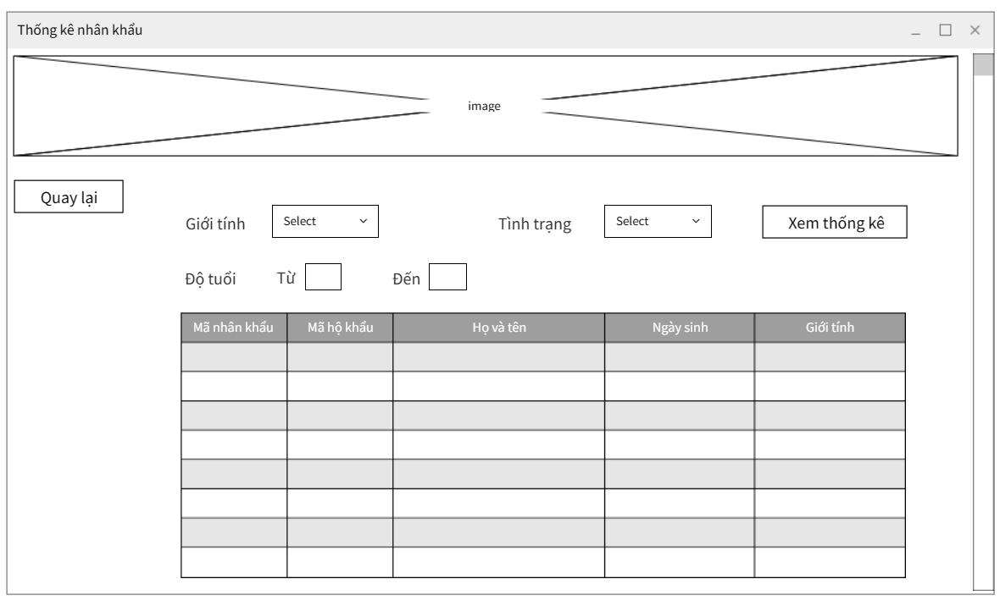 Thống kê nhân khẩu
image
Quay lại
Giới tính Select Tình trạng Select Xem thống kê
Độ tuổi Từ Đến
Mã nhân khẩu Mã hộ khẩu Họ và tên Ngày sinh Giới tính